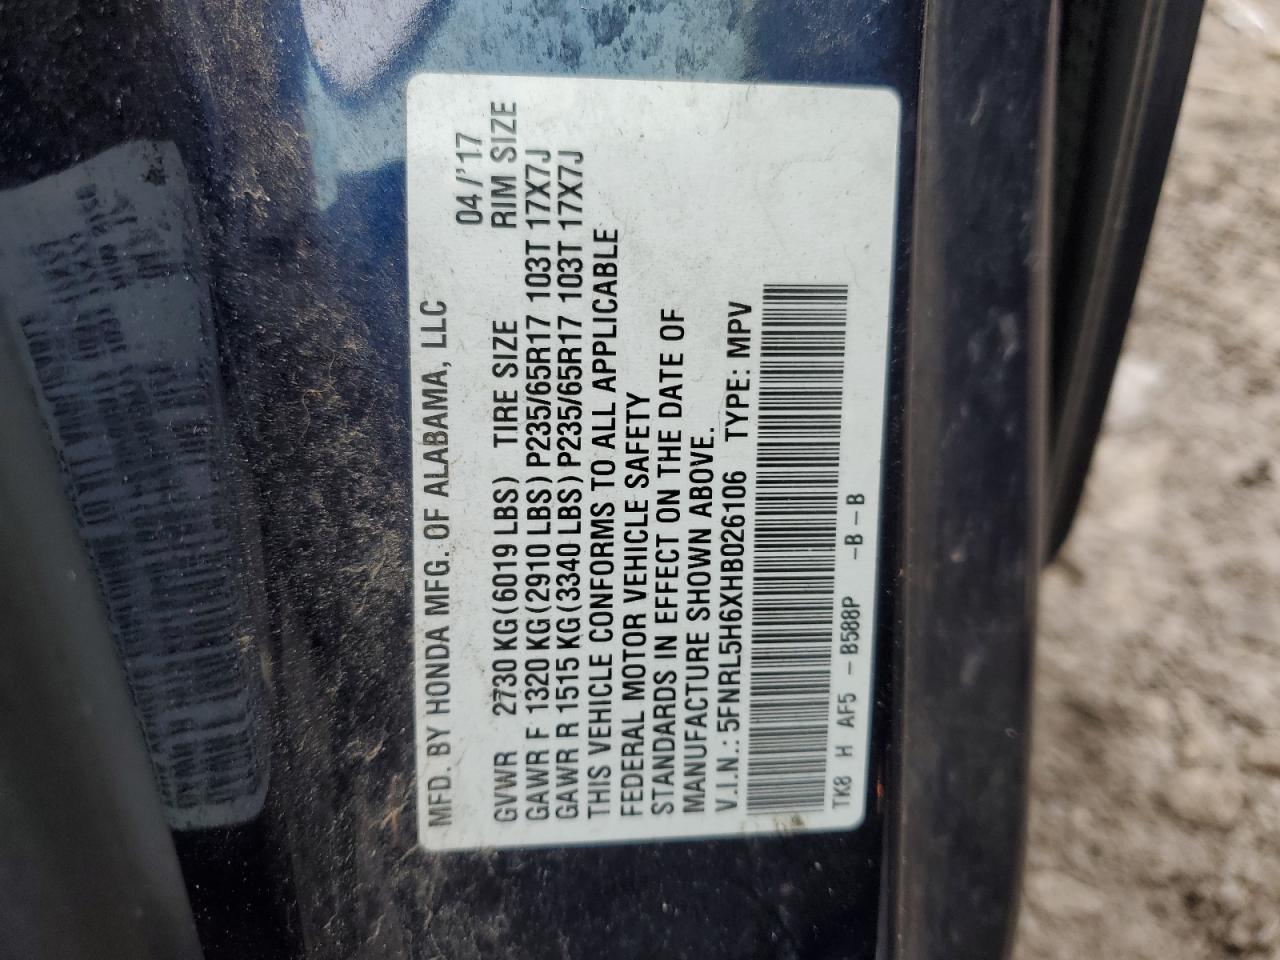 MFD. BY HONDA MFG. OF ALABAMA, LLC
04/'17
GVWR 2730 KG(6019 LBS) TIRE SIZE RIM SIZE
GAWR F 1320 KG(2910 LBS) P235/65R17 103T 17X7J
GAWR R 1515 KG(3340 LBS) P235/65R17 103T 17X7J
THIS VEHICLE CONFORMS TO ALL APPLICABLE
FEDERAL MOTOR VEHICLE SAFETY
STANDARDS IN EFFECT ON THE DATE OF
MANUFACTURE SHOWN ABOVE.
V.I.N.: 5FNRL5H6XHB026106 TYPE: MPV
TK8 H AF5 - B588P -B-B